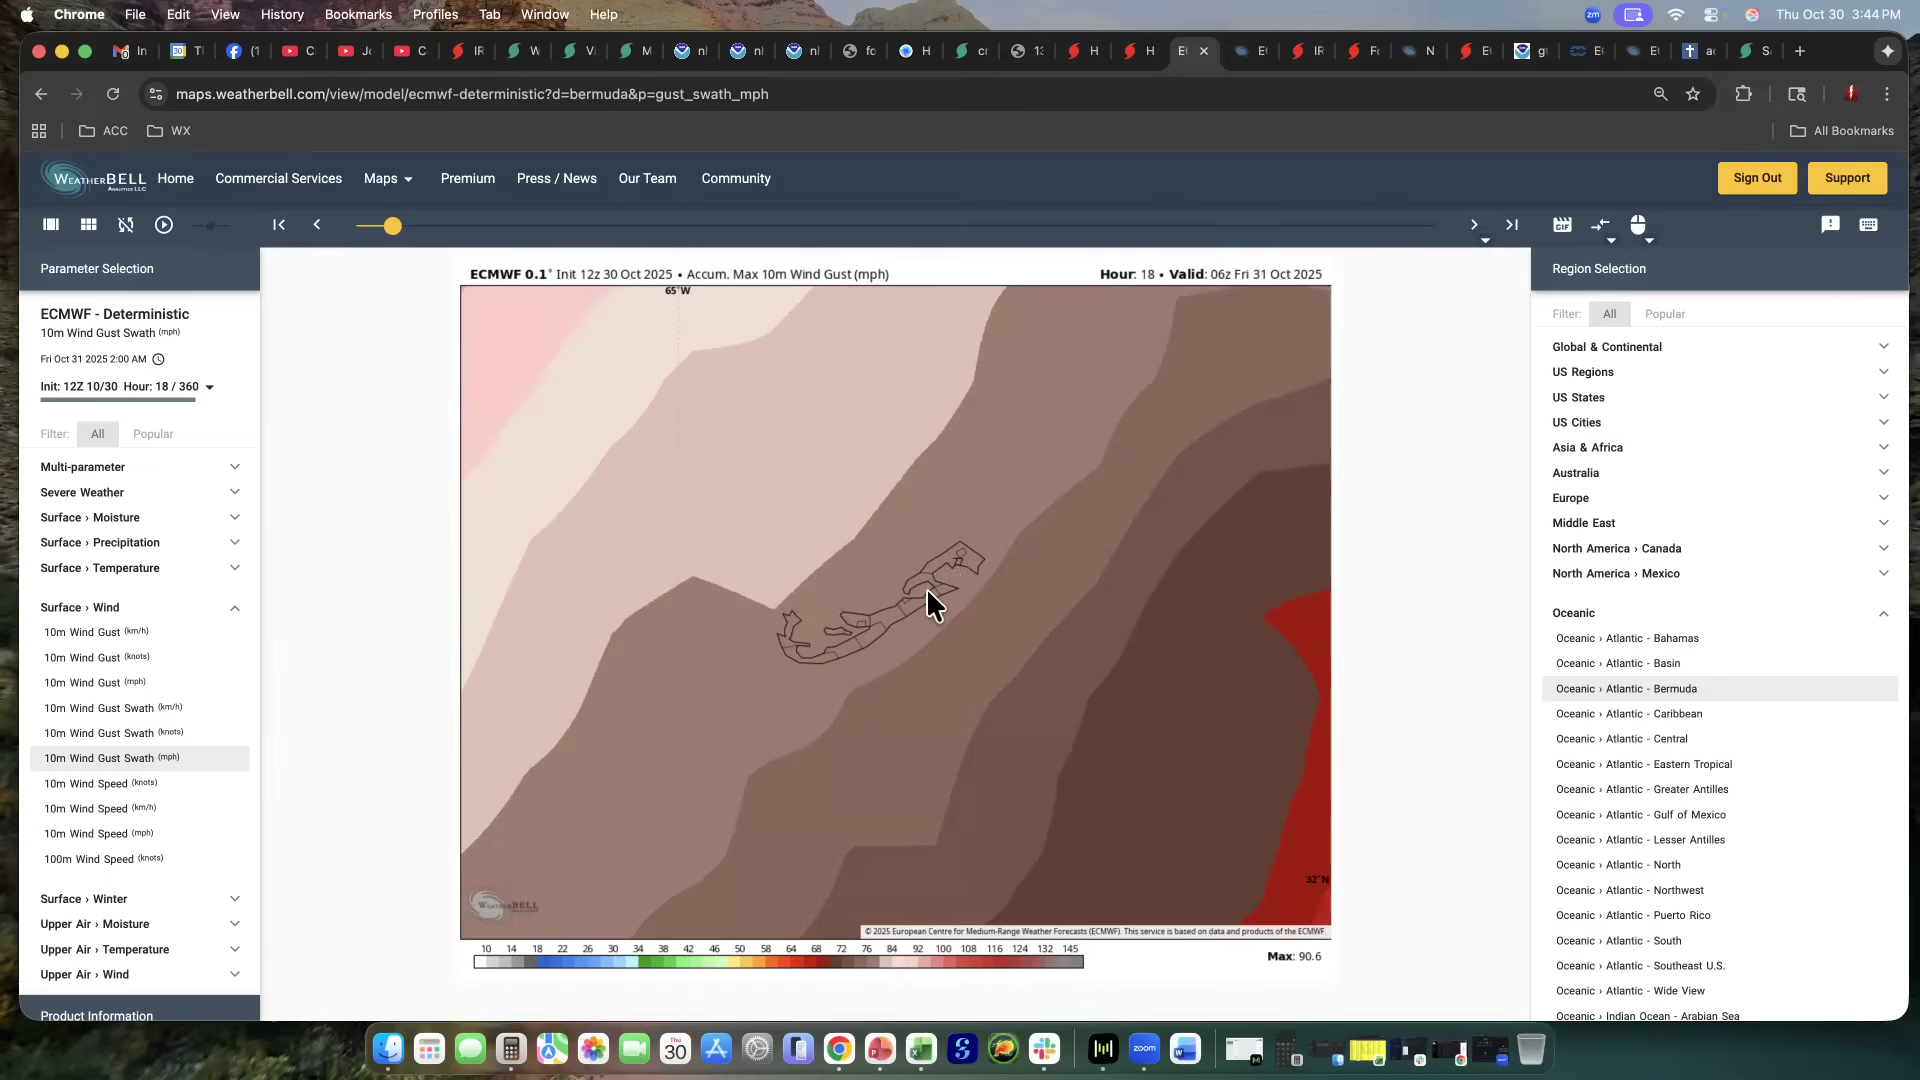 Chrome File Edit View History Bookmarks Profiles Tab Window Help
zm
Thu Oct 30 3:44 PM
maps.weatherbell.com/view/model/ecmwf-deterministic?d=bermuda&p=gust_swath_mph
ACC WX
All Bookmarks
WEATHERBELL
ANALYTICS LLC
Home Commercial Services Maps Premium Press / News Our Team Community
Sign Out Support
GIF
Parameter Selection
Region Selection
ECMWF - Deterministic
10m Wind Gust Swath (mph)
Fri Oct 31 2025 2:00 AM
Init: 12Z 10/30 Hour: 18 / 360
Filter: All Popular
Multi-parameter
Severe Weather
Surface › Moisture
Surface › Precipitation
Surface › Temperature
Surface › Wind
10m Wind Gust (km/h)
10m Wind Gust (knots)
10m Wind Gust (mph)
10m Wind Gust Swath (km/h)
10m Wind Gust Swath (knots)
10m Wind Gust Swath (mph)
10m Wind Speed (knots)
10m Wind Speed (km/h)
10m Wind Speed (mph)
100m Wind Speed (knots)
Surface › Winter
Upper Air › Moisture
Upper Air › Temperature
Upper Air › Wind
Product Information
ECMWF 0.1° Init 12z 30 Oct 2025 • Accum. Max 10m Wind Gust (mph)
Hour: 18 • Valid: 06z Fri 31 Oct 2025
65°W
32°N
WEATHERBELL
© 2025 European Centre for Medium-Range Weather Forecasts (ECMWF). This service is based on data and products of the ECMWF.
10 14 18 22 26 30 34 38 42 46 50 58 64 68 72 76 84 92 100 108 116 124 132 145
Max: 90.6
Filter: All Popular
Global & Continental
US Regions
US States
US Cities
Asia & Africa
Australia
Europe
Middle East
North America › Canada
North America › Mexico
Oceanic
Oceanic › Atlantic - Bahamas
Oceanic › Atlantic - Basin
Oceanic › Atlantic - Bermuda
Oceanic › Atlantic - Caribbean
Oceanic › Atlantic - Central
Oceanic › Atlantic - Eastern Tropical
Oceanic › Atlantic - Greater Antilles
Oceanic › Atlantic - Gulf of Mexico
Oceanic › Atlantic - Lesser Antilles
Oceanic › Atlantic - North
Oceanic › Atlantic - Northwest
Oceanic › Atlantic - Puerto Rico
Oceanic › Atlantic - South
Oceanic › Atlantic - Southeast U.S.
Oceanic › Atlantic - Wide View
Oceanic › Indian Ocean - Arabian Sea
Thu
30
zoom